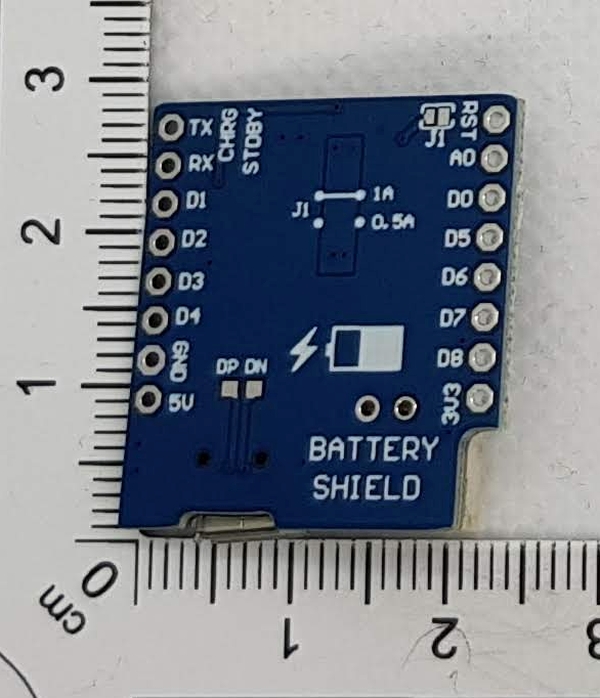 3
2
1
0
cm
1
2
3
TX
RX
D1
D2
D3
D4
GND
5V
CHRG
STDBY
J1
RST
A0
D0
D5
D6
D7
D8
3V3
J1
1A
0.5A
DP DN
BATTERY
SHIELD